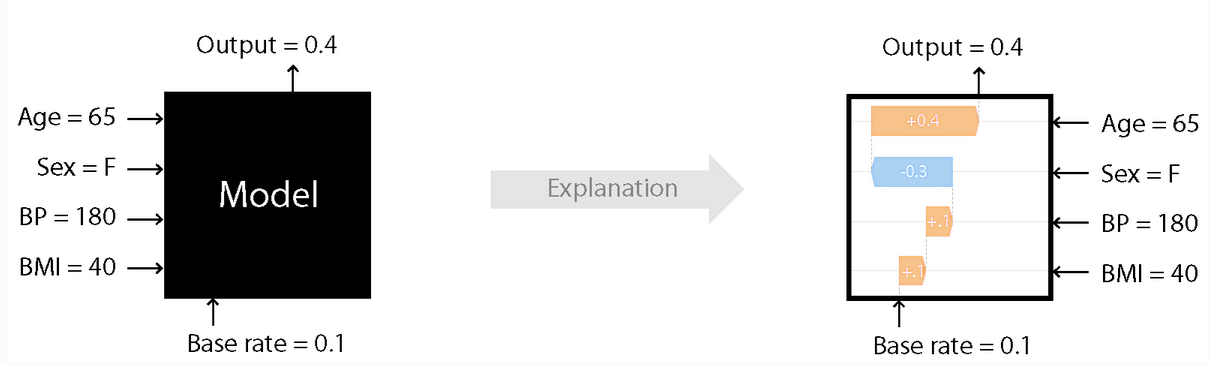 Output = 0.4
Age = 65
Sex = F
BP = 180
BMI = 40
Model
Base rate = 0.1
Explanation
Output = 0.4
+0.4
-0.3
+.1
+.1
Age = 65
Sex = F
BP = 180
BMI = 40
Base rate = 0.1